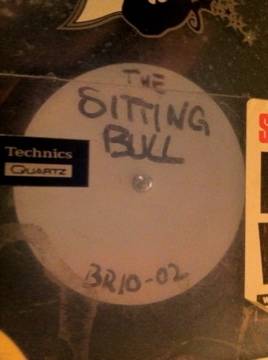 THE
SITTING
BULL
Technics
QUARTZ
BR10-02